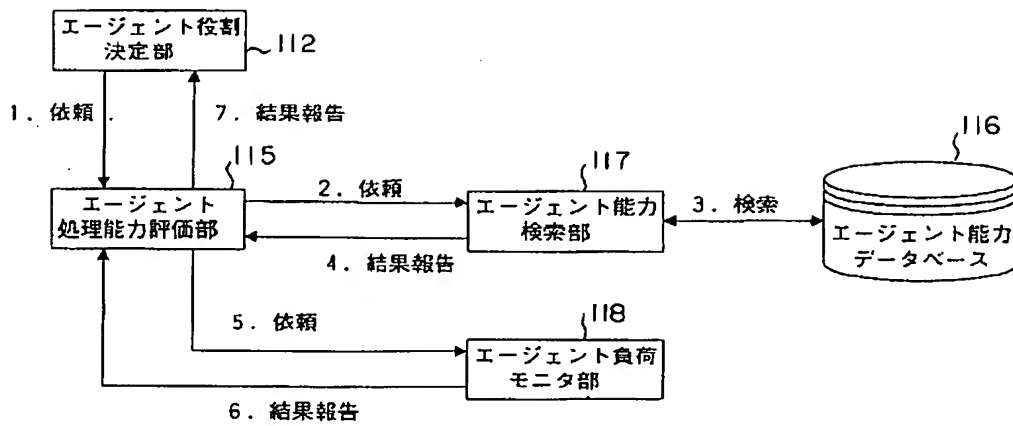 エージェント役割
決定部
112
1. 依頼
7. 結果報告
115
エージェント
処理能力評価部
2. 依頼
117
エージェント能力
検索部
4. 結果報告
3. 検索
116
エージェント能力
データベース
5. 依頼
118
エージェント負荷
モニタ部
6. 結果報告